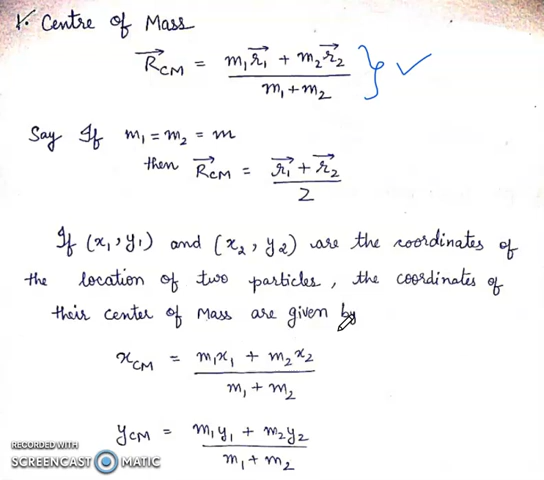 1. Centre of Mass
R⃗CM = (m₁r⃗₁ + m₂r⃗₂) / (m₁+m₂)
Say If m₁ = m₂ = m
then R⃗CM = (r⃗₁ + r⃗₂) / 2
If (x₁, y₁) and (x₂, y₂) are the coordinates of
the location of two particles, the coordinates of
their center of Mass are given by
xCM = (m₁x₁ + m₂x₂) / (m₁ + m₂)
yCM = (m₁y₁ + m₂y₂) / (m₁ + m₂)
RECORDED WITH
SCREENCAST MATIC